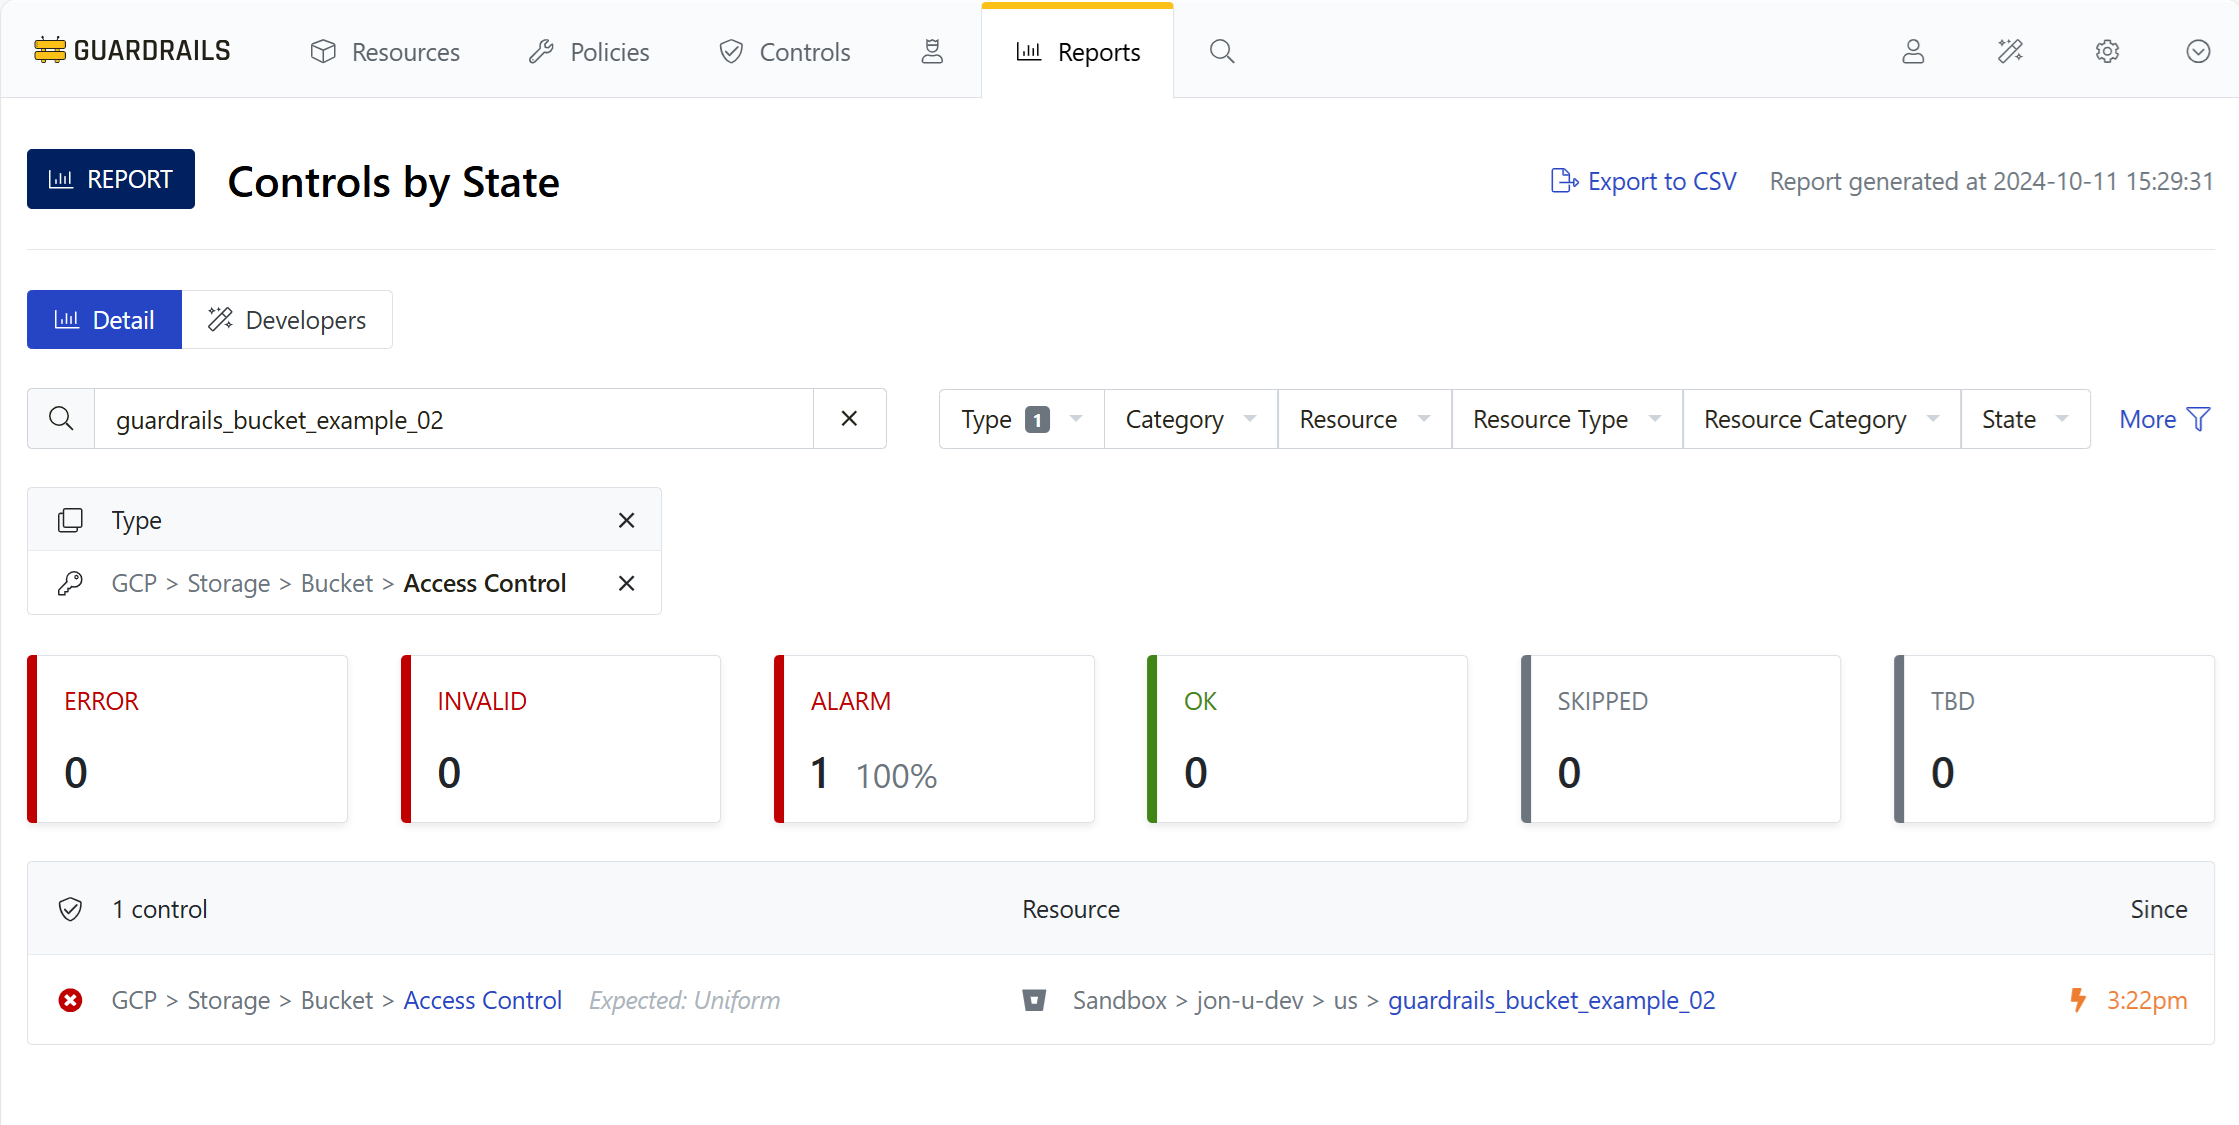 GUARDRAILS Resources Policies Controls Reports
REPORT Controls by State Export to CSV Report generated at 2024-10-11 15:29:31
Detail Developers
guardrails_bucket_example_02 Type 1 Category Resource Resource Type Resource Category State More
Type
GCP > Storage > Bucket > Access Control
ERROR INVALID ALARM OK SKIPPED TBD
0 0 1 100% 0 0 0
1 control Resource Since
GCP > Storage > Bucket > Access Control Expected: Uniform Sandbox > jon-u-dev > us > guardrails_bucket_example_02 3:22pm